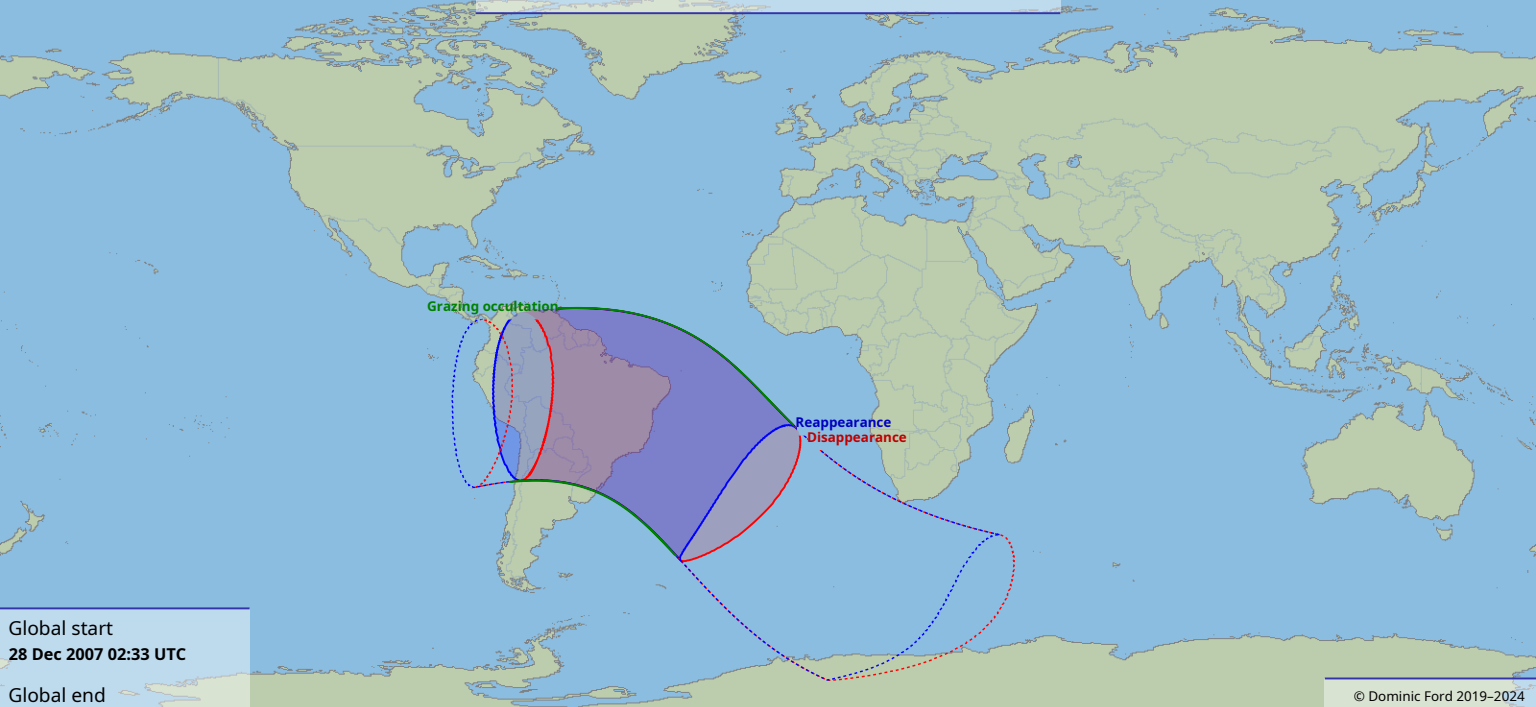 Grazing occultation
Reappearance
Disappearance
Global start
28 Dec 2007 02:33 UTC
Global end
© Dominic Ford 2019–2024